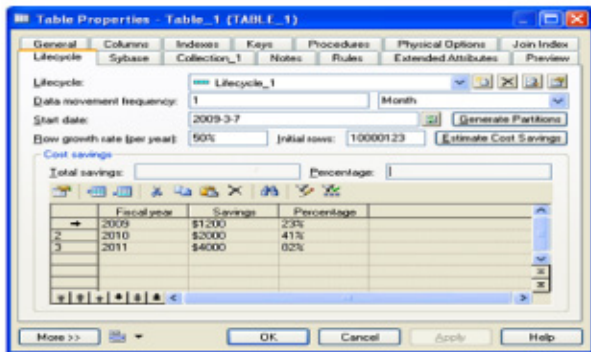 Table Properties - Table_1 (TABLE_1)
General Columns Indexes Keys Procedures Physical Options Join Index
Lifecycle Sybase Collection_1 Notes Rules Extended Attributes Preview
Lifecycle: Lifecycle_1
Data movement frequency: 1 Month
Start date: 2009-3-7 Generate Partitions
Row growth rate (per year): 50% Initial rows: 10000123 Estimate Cost Savings
Cost savings
Total savings: Percentage:
Fiscal year Savings Percentage
2009 $1200 23%
2 2010 $2000 41%
3 2011 $4000 82%
More >> OK Cancel Apply Help